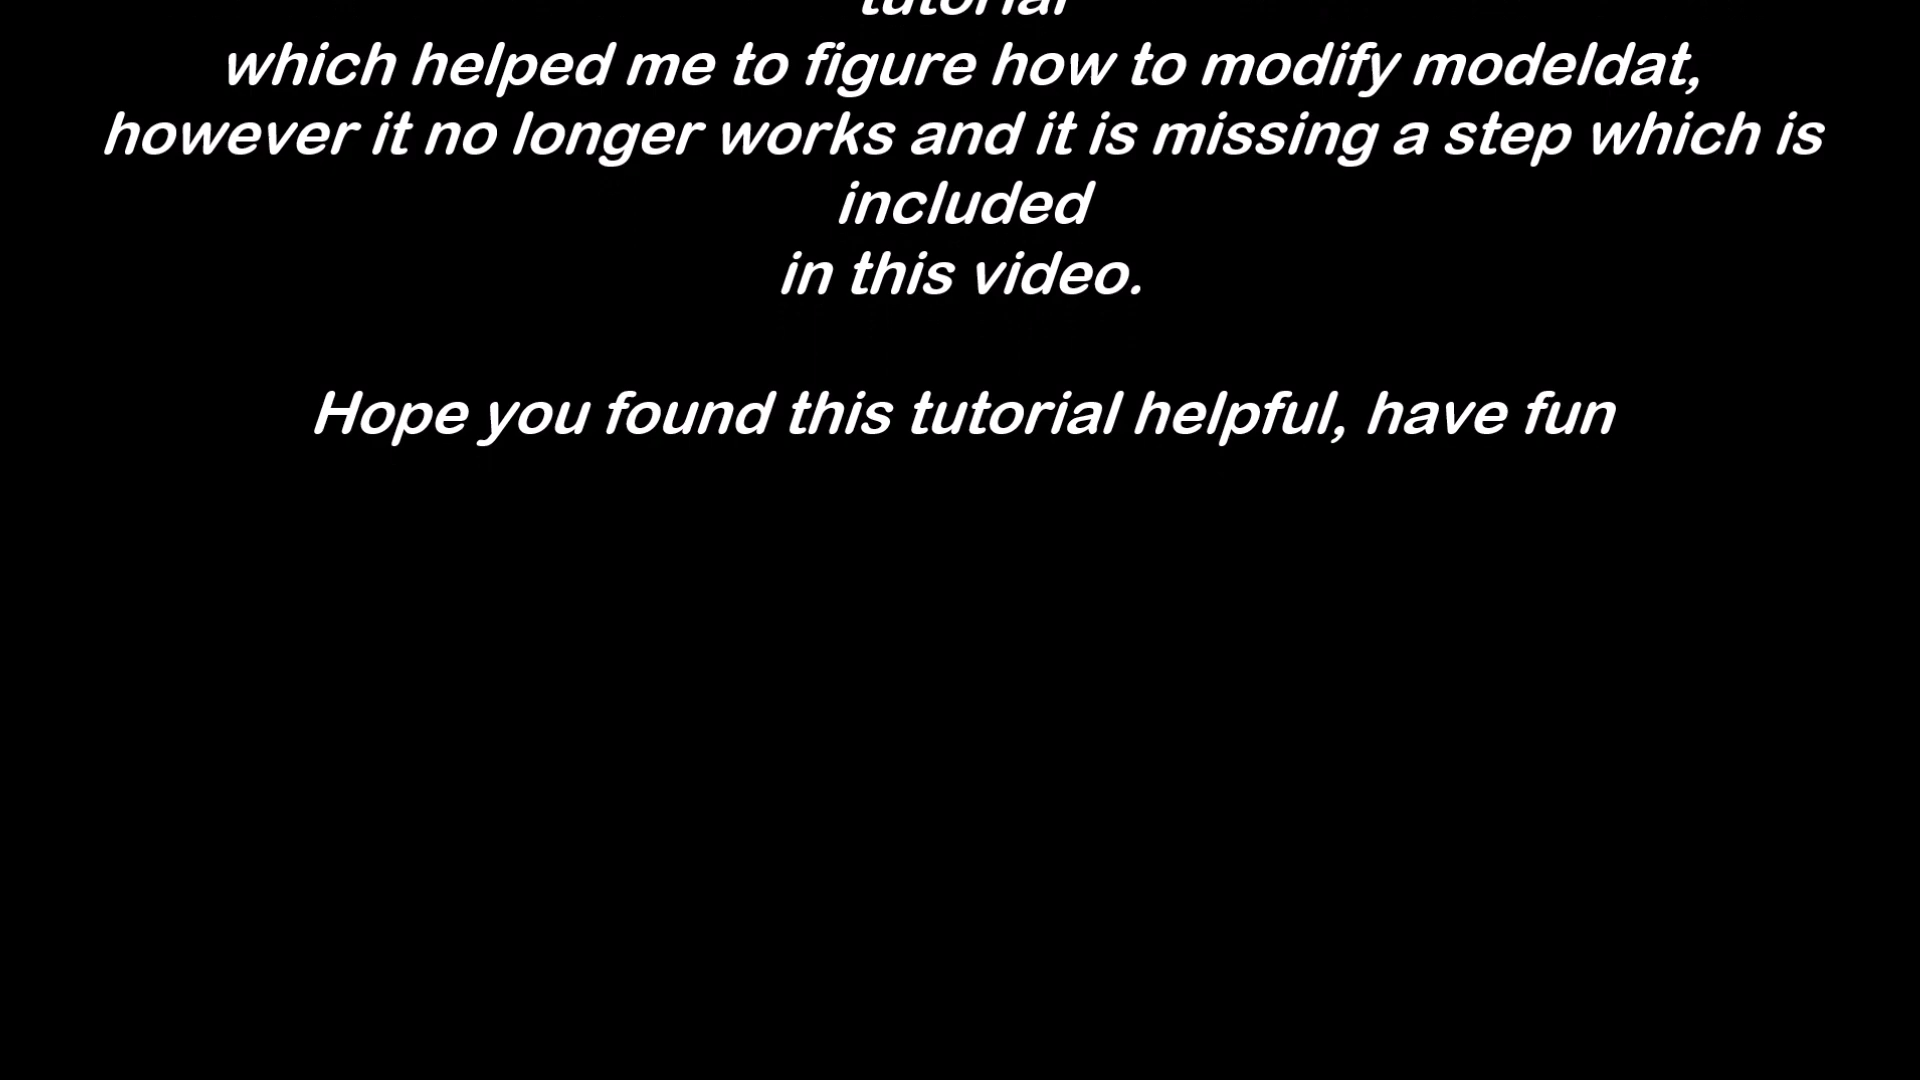 tutorial
which helped me to figure how to modify modeldat,
however it no longer works and it is missing a step which is
included
in this video.
Hope you found this tutorial helpful, have fun